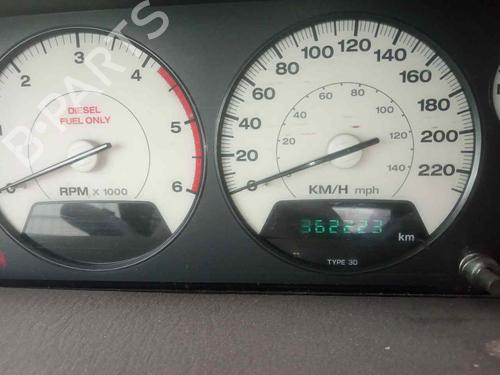 1 2 3 4 5 6
DIESEL
FUEL ONLY
RPM x 1000
0 20 40 60 80 100 120 140 160 180 200 220
20 40 60 80 100 120 140
KM/H mph
362223
km
TYPE 30
B-PARTS